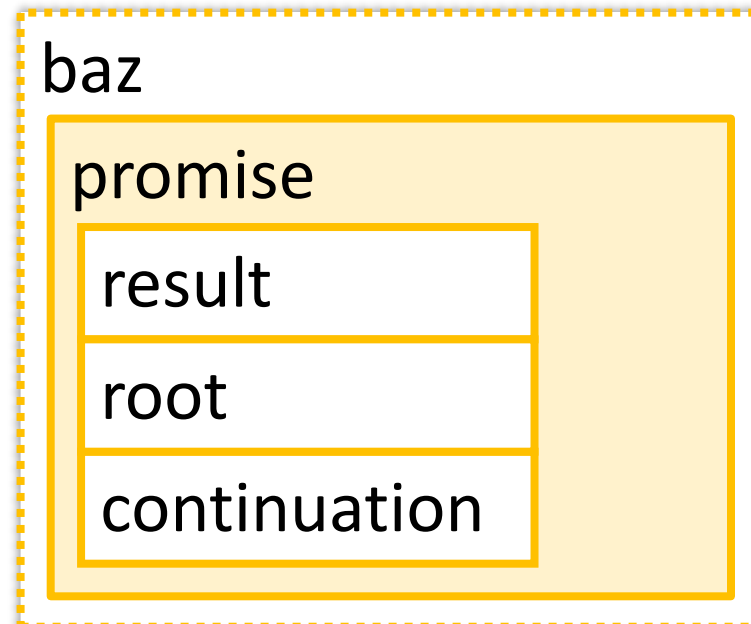 baz
promise
result
root
continuation